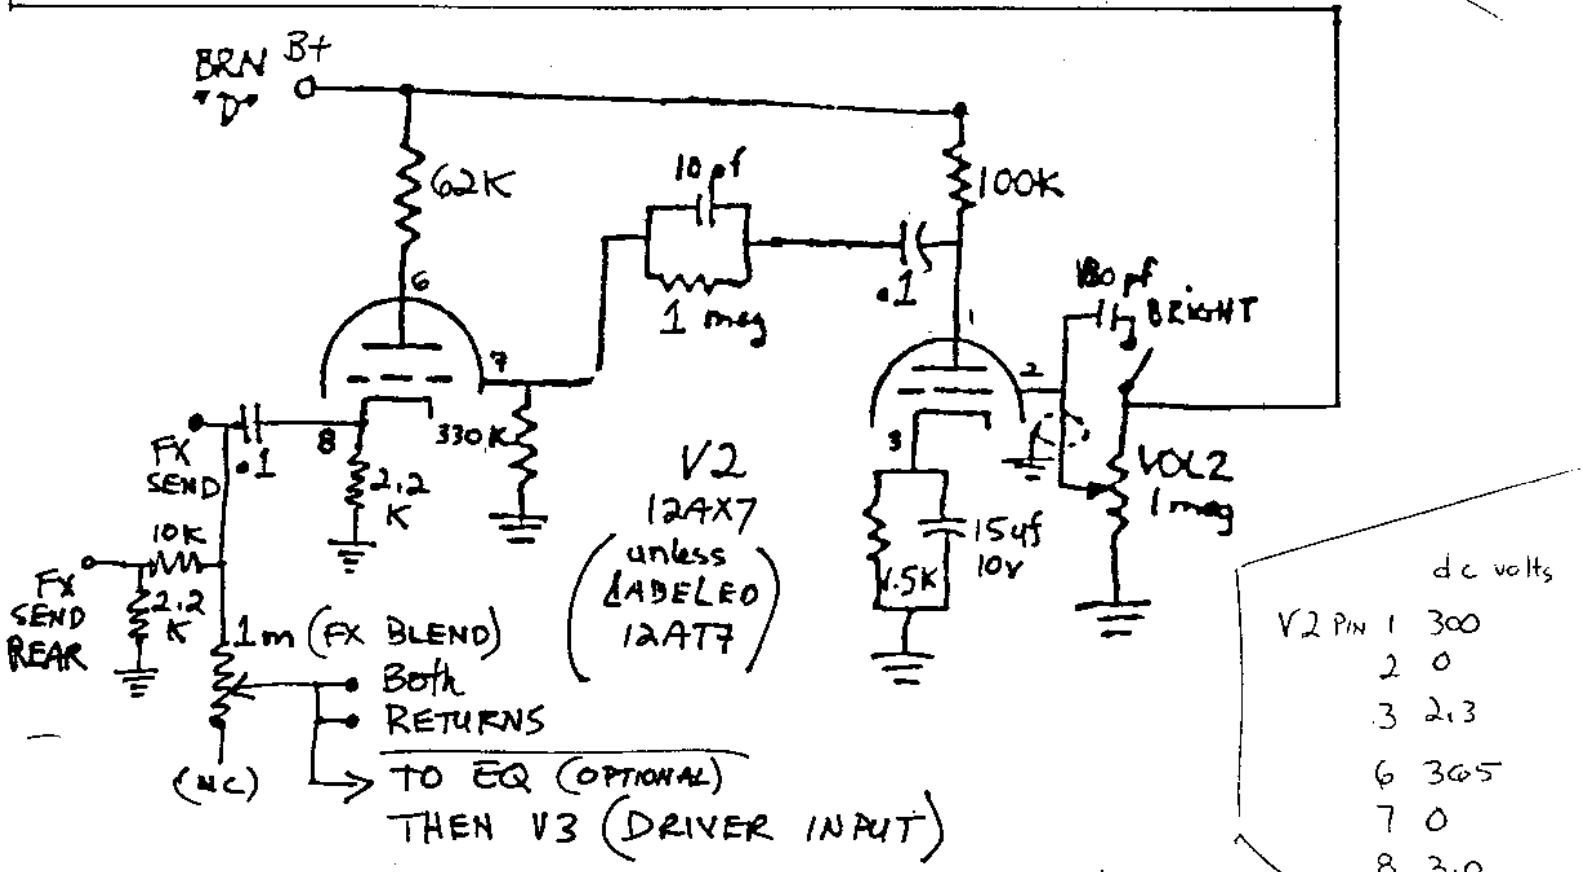 BRN B+
"D"
62K
10 pf
1 meg
100K
.1
180 pf
BRIGHT
6
7
1
2
8
3
FX
SEND
.1
330K
2.2
K
V2
12AX7
(unless
LABELED
12AT7)
VOL2
1 meg
1.5K
15uf
10v
10K
FX
SEND
REAR
2.2
K
1m (FX BLEND)
Both
RETURNS
(NC)
TO EQ (OPTIONAL)
THEN V3 (DRIVER INPUT)
dc volts
V2 PIN 1 300
2 0
3 2.3
6 365
7 0
8 3.0